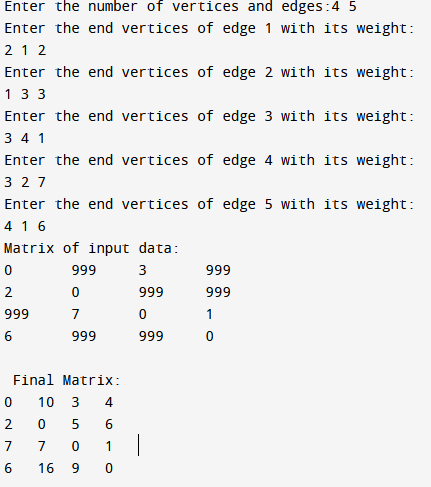 Enter the number of vertices and edges:4 5
Enter the end vertices of edge 1 with its weight:
2 1 2
Enter the end vertices of edge 2 with its weight:
1 3 3
Enter the end vertices of edge 3 with its weight:
3 4 1
Enter the end vertices of edge 4 with its weight:
3 2 7
Enter the end vertices of edge 5 with its weight:
4 1 6
Matrix of input data:
0 999 3 999
2 0 999 999
999 7 0 1
6 999 999 0
Final Matrix:
0 10 3 4
2 0 5 6
7 7 0 1
6 16 9 0